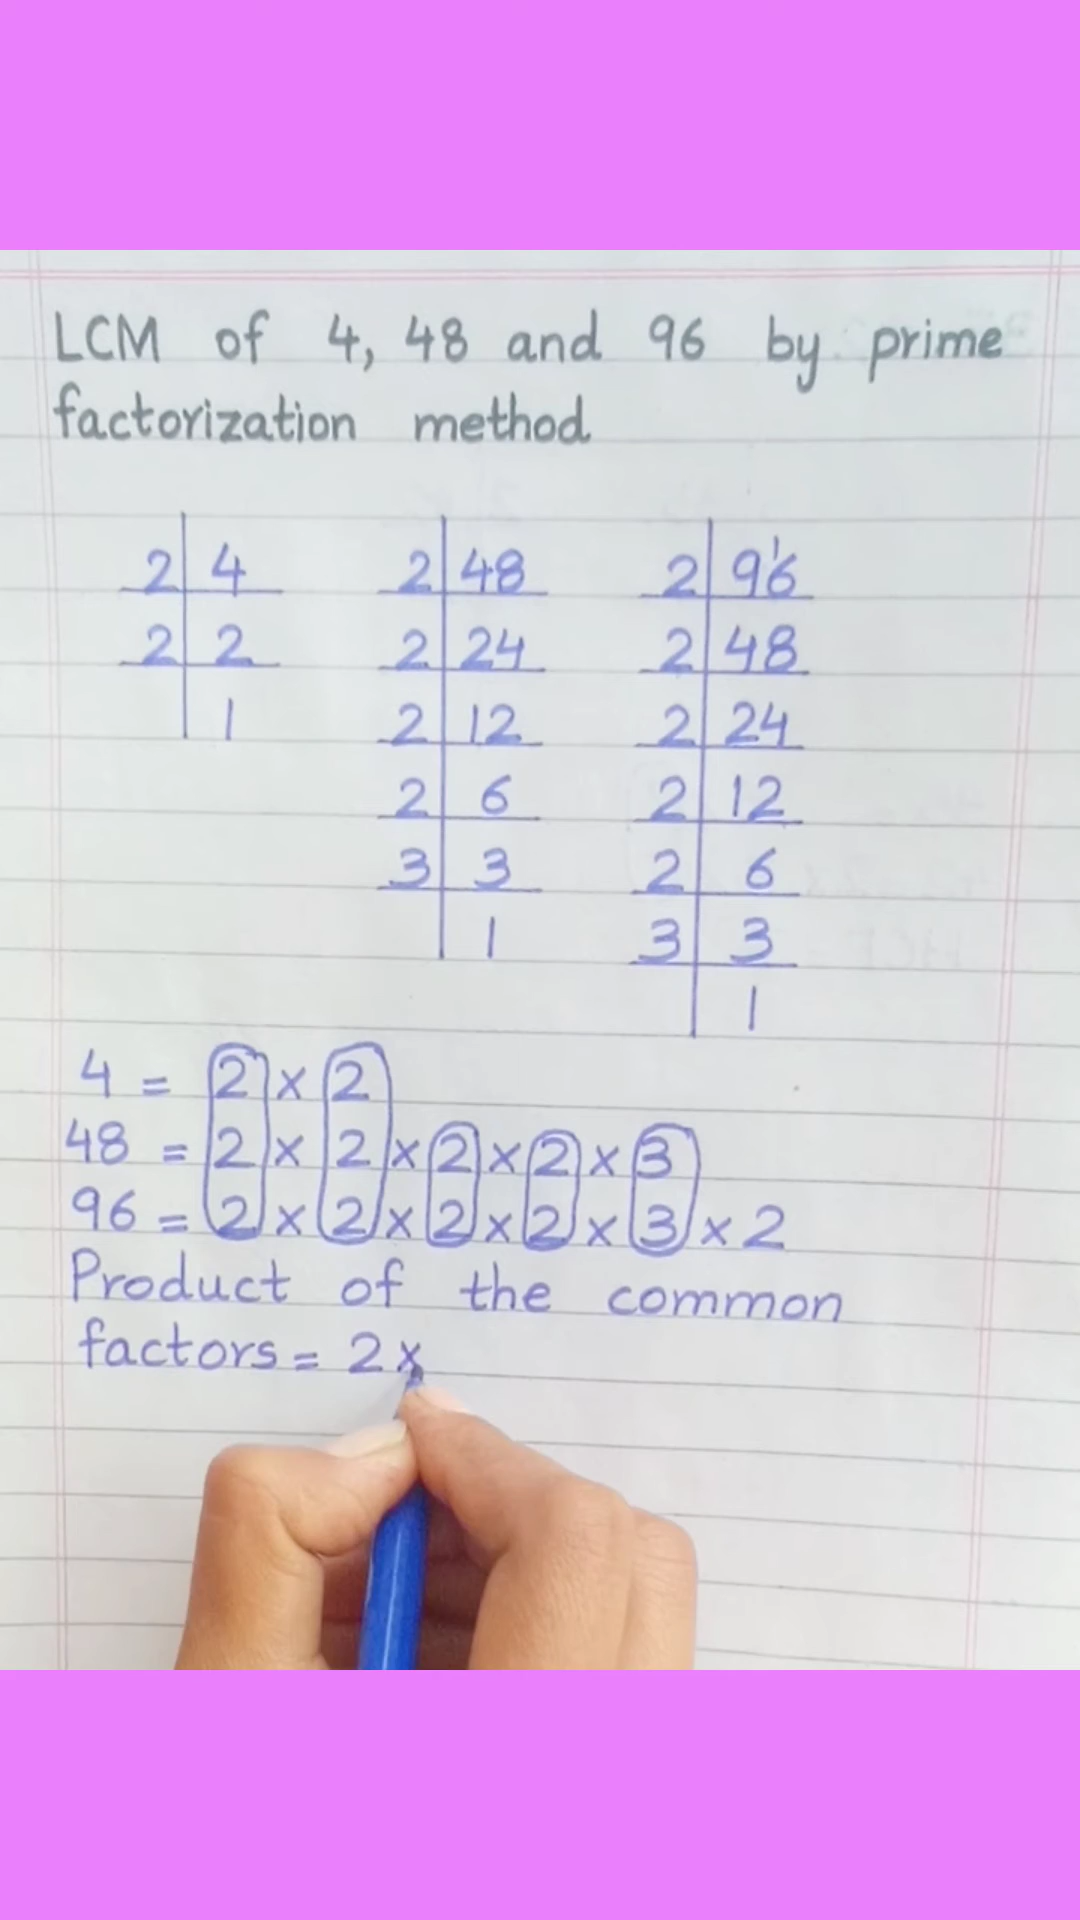 LCM of 4, 48 and 96 by prime
factorization method
2 4 2 48 2 96
2 2 2 24 2 48
1 2 12 2 24
2 6 2 12
3 3 2 6
1 3 3
1
4 = 2 × 2
48 = 2 × 2 × 2 × 2 × 3
96 = 2 × 2 × 2 × 2 × 3 × 2
Product of the common
factors = 2 ×